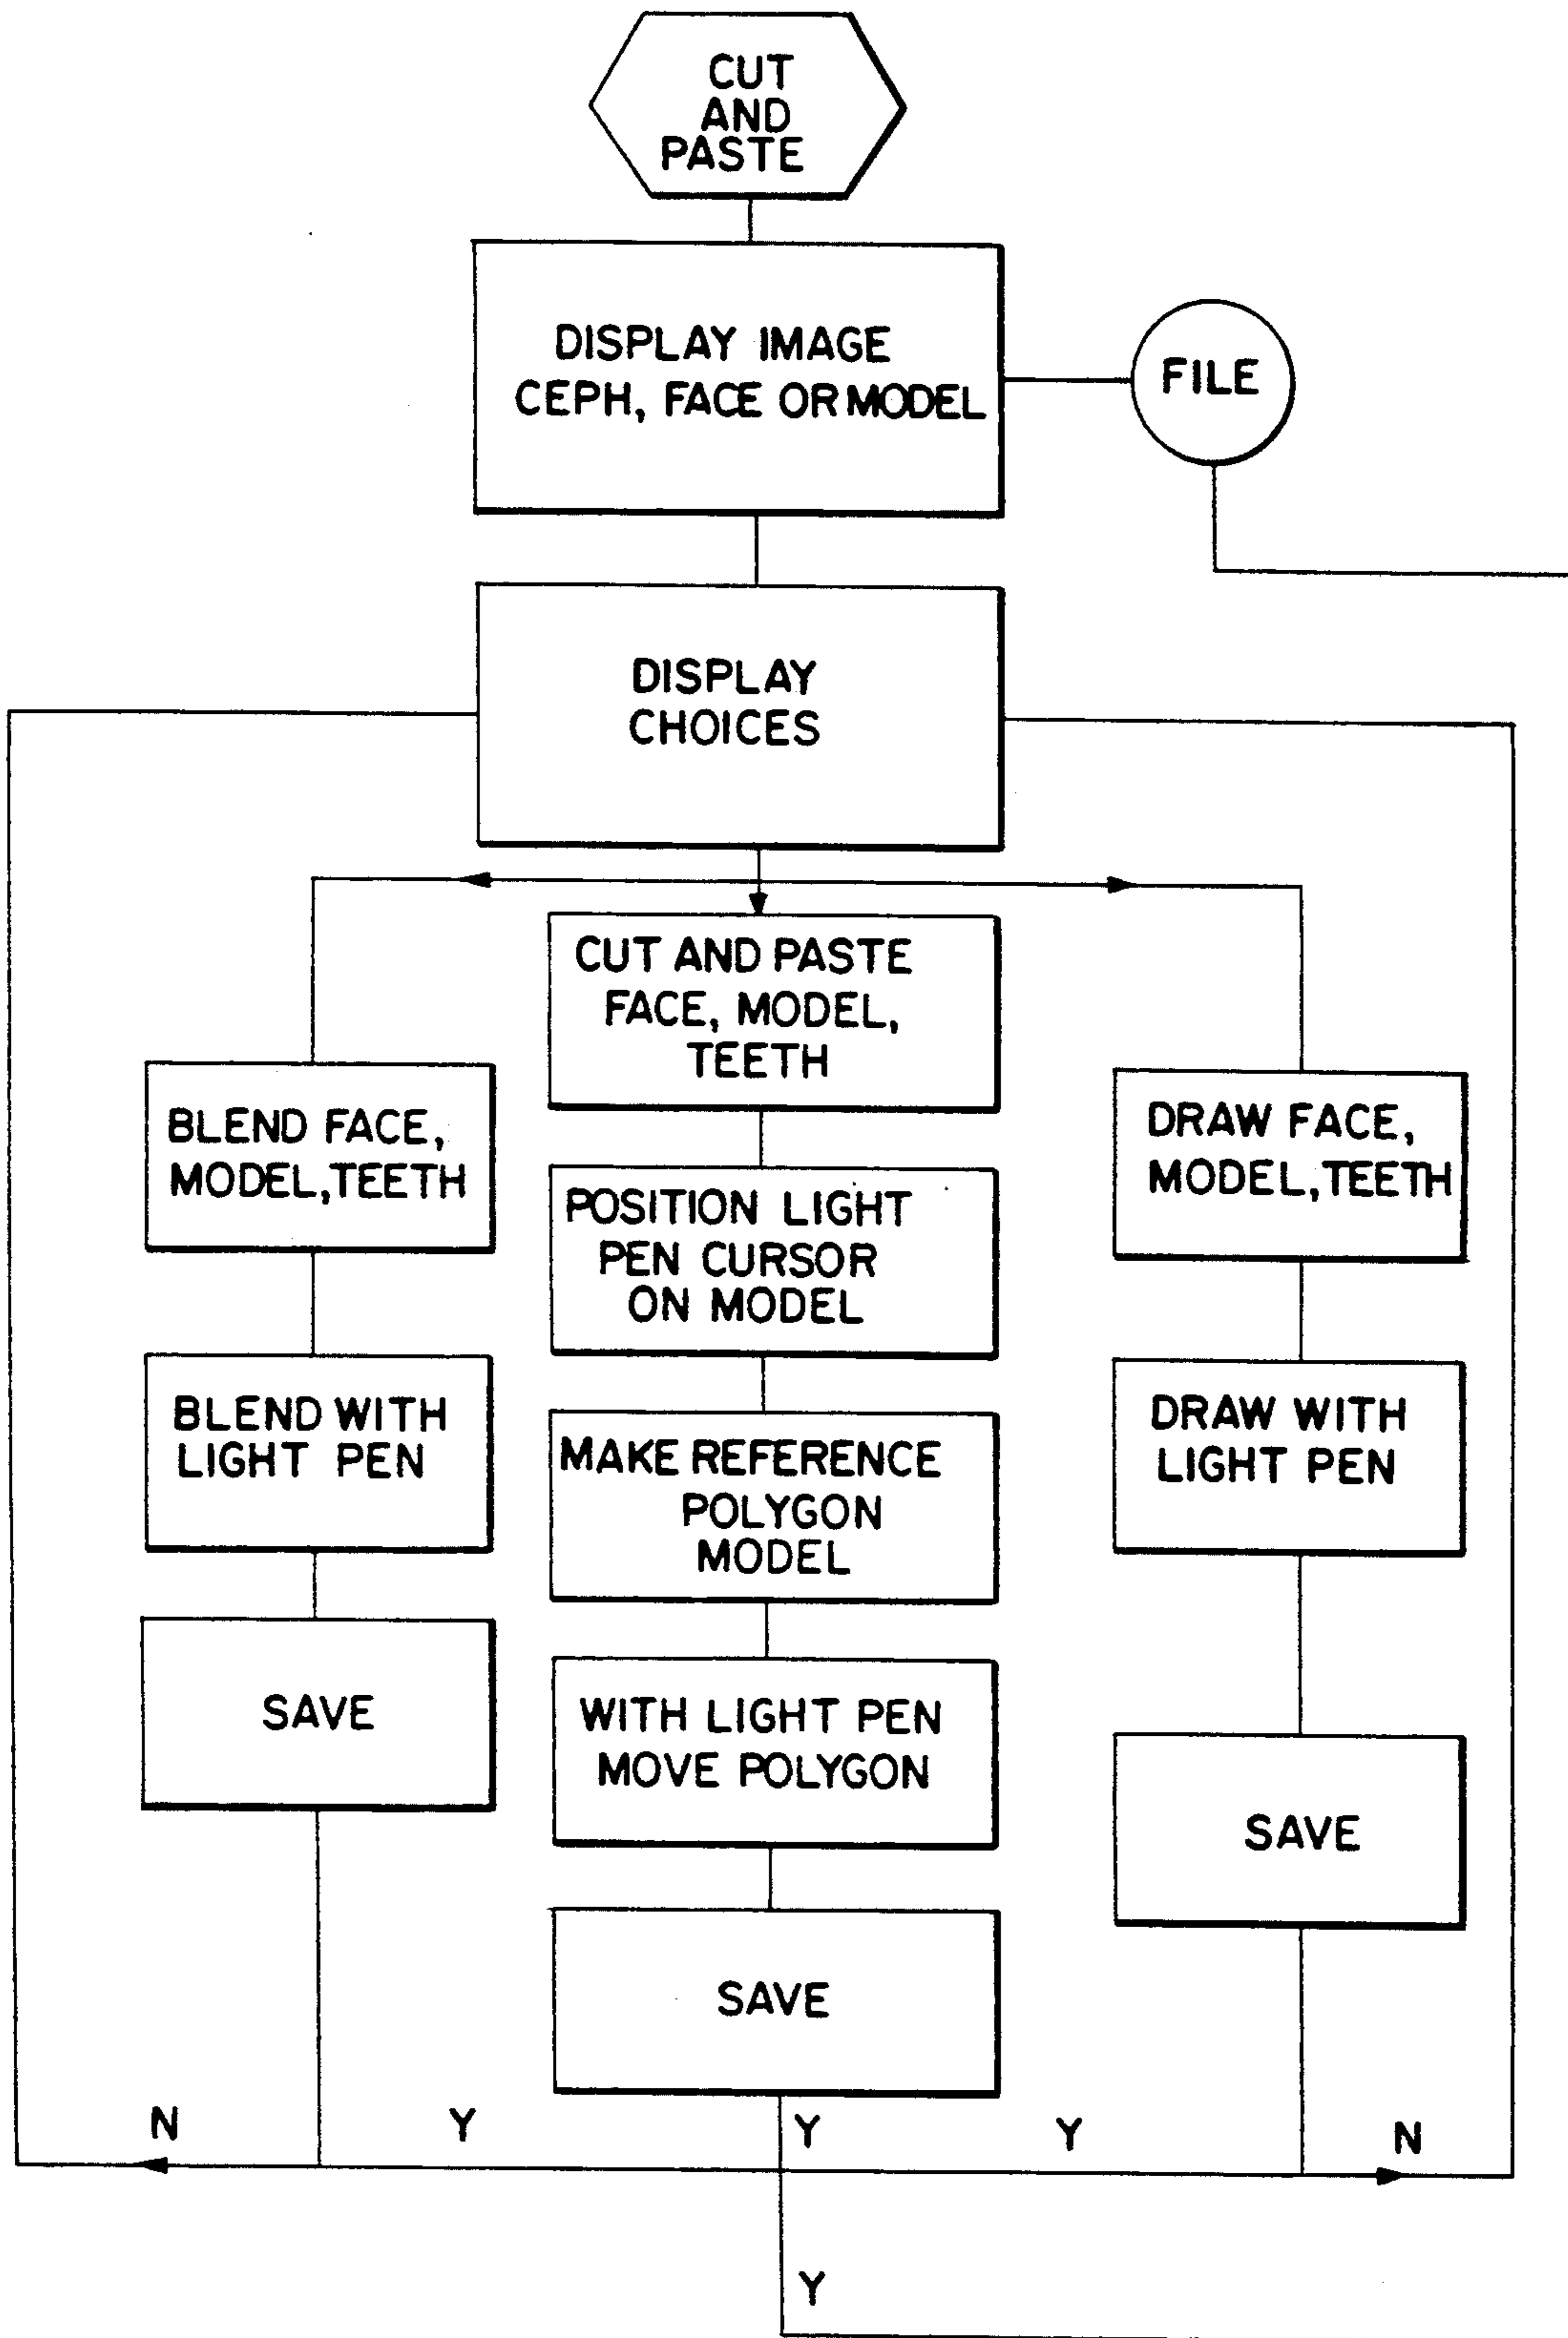 CUT
AND
PASTE
DISPLAY IMAGE
CEPH, FACE OR MODEL
FILE
DISPLAY
CHOICES
CUT AND PASTE
FACE, MODEL,
TEETH
BLEND FACE,
MODEL, TEETH
DRAW FACE,
MODEL, TEETH
POSITION LIGHT
PEN CURSOR
ON MODEL
BLEND WITH
LIGHT PEN
DRAW WITH
LIGHT PEN
MAKE REFERENCE
POLYGON
MODEL
SAVE
WITH LIGHT PEN
MOVE POLYGON
SAVE
SAVE
N
Y
Y
Y
N
Y